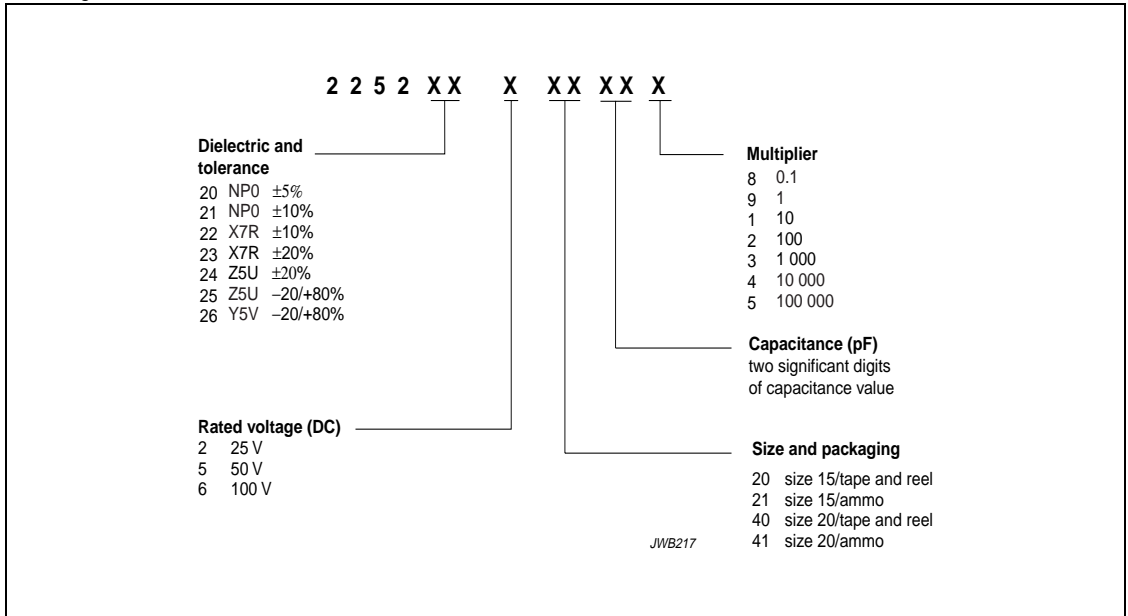 2 2 5 2 X X X X X X X X
Dielectric and
tolerance
20 NP0 ±5%
21 NP0 ±10%
22 X7R ±10%
23 X7R ±20%
24 Z5U ±20%
25 Z5U −20/+80%
26 Y5V −20/+80%
Rated voltage (DC)
2 25 V
5 50 V
6 100 V
Multiplier
8 0.1
9 1
1 10
2 100
3 1 000
4 10 000
5 100 000
Capacitance (pF)
two significant digits
of capacitance value
Size and packaging
20 size 15/tape and reel
21 size 15/ammo
40 size 20/tape and reel
41 size 20/ammo
JWB217